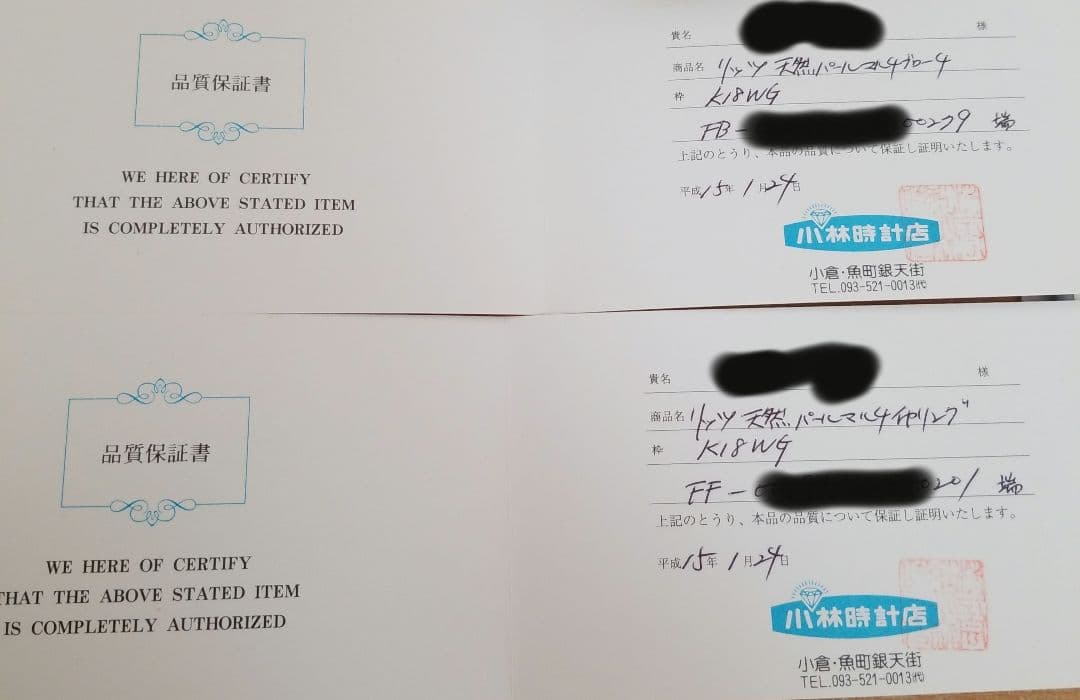 品質保証書
WE HERE OF CERTIFY
THAT THE ABOVE STATED ITEM
IS COMPLETELY AUTHORIZED
貴名 様
商品名 リッツ 天然パールマルチブローチ
枠 K18WG
FB- 00279
上記のとうり、本品の品質について保証し証明いたします。
平成15年1月24日
小林時計店
小倉・魚町銀天街
TEL.093-521-0013㈹
品質保証書
WE HERE OF CERTIFY
THAT THE ABOVE STATED ITEM
IS COMPLETELY AUTHORIZED
貴名 様
商品名 リッツ 天然パールマルチイヤリング
枠 K18WG
FF- 0201
上記のとうり、本品の品質について保証し証明いたします。
平成15年1月24日
小林時計店
小倉・魚町銀天街
TEL.093-521-0013㈹